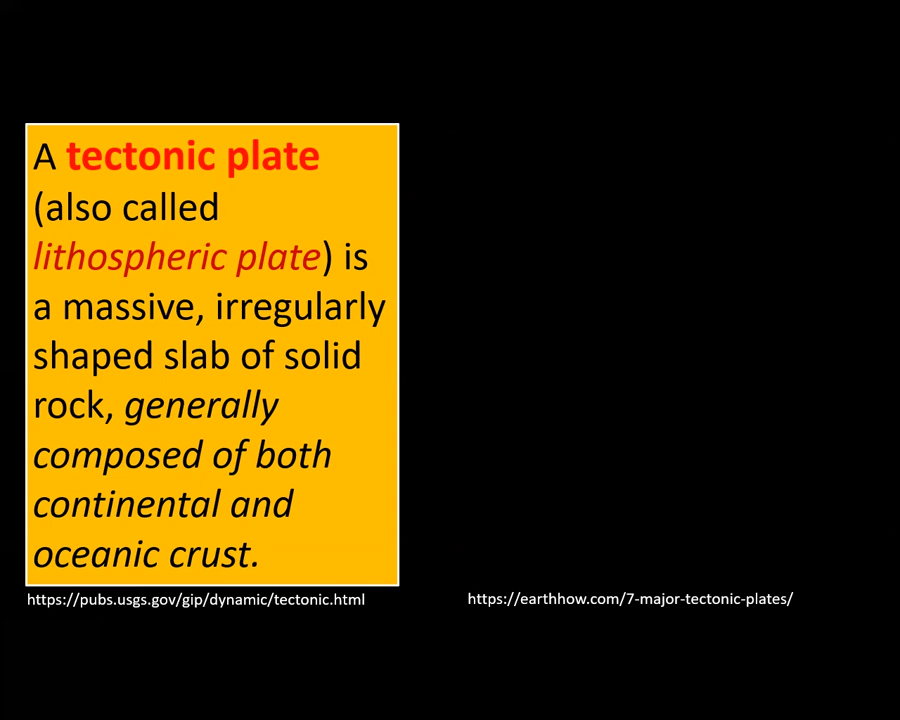 A tectonic plate
(also called
lithospheric plate) is
a massive, irregularly
shaped slab of solid
rock, generally
composed of both
continental and
oceanic crust.
https://pubs.usgs.gov/gip/dynamic/tectonic.html
https://earthhow.com/7-major-tectonic-plates/